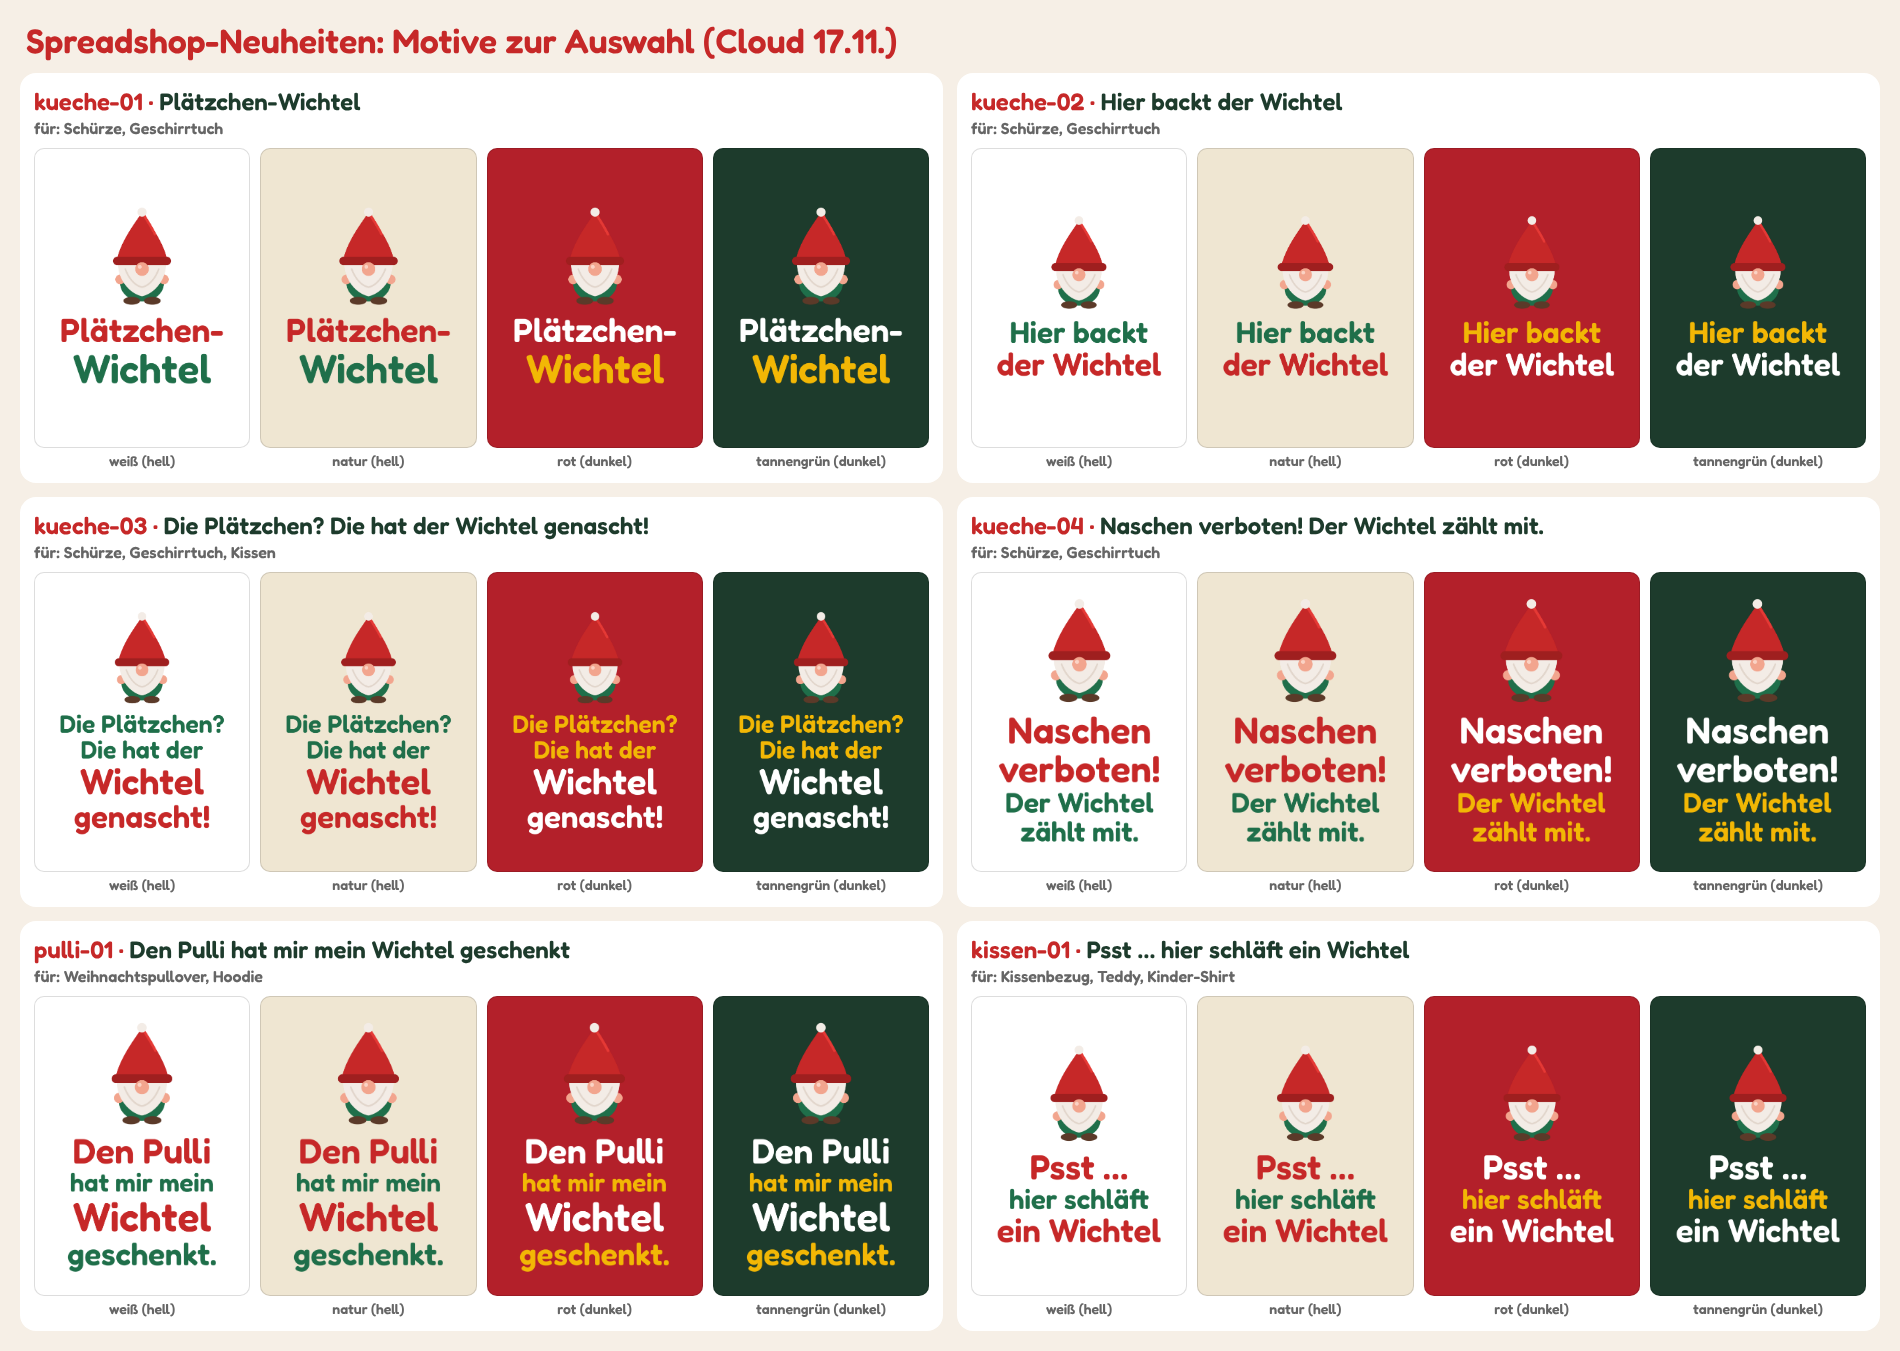 Spreadshop-Neuheiten: Motive zur Auswahl (Cloud 17.11.)
kueche-01 · Plätzchen-Wichtel
für: Schürze, Geschirrtuch
Plätzchen-
Wichtel
Plätzchen-
Wichtel
Plätzchen-
Wichtel
Plätzchen-
Wichtel
weiß (hell)
natur (hell)
rot (dunkel)
tannengrün (dunkel)
kueche-02 · Hier backt der Wichtel
für: Schürze, Geschirrtuch
Hier backt
der Wichtel
Hier backt
der Wichtel
Hier backt
der Wichtel
Hier backt
der Wichtel
weiß (hell)
natur (hell)
rot (dunkel)
tannengrün (dunkel)
kueche-03 · Die Plätzchen? Die hat der Wichtel genascht!
für: Schürze, Geschirrtuch, Kissen
Die Plätzchen?
Die hat der
Wichtel
genascht!
Die Plätzchen?
Die hat der
Wichtel
genascht!
Die Plätzchen?
Die hat der
Wichtel
genascht!
Die Plätzchen?
Die hat der
Wichtel
genascht!
weiß (hell)
natur (hell)
rot (dunkel)
tannengrün (dunkel)
kueche-04 · Naschen verboten! Der Wichtel zählt mit.
für: Schürze, Geschirrtuch
Naschen
verboten!
Der Wichtel
zählt mit.
Naschen
verboten!
Der Wichtel
zählt mit.
Naschen
verboten!
Der Wichtel
zählt mit.
Naschen
verboten!
Der Wichtel
zählt mit.
weiß (hell)
natur (hell)
rot (dunkel)
tannengrün (dunkel)
pulli-01 · Den Pulli hat mir mein Wichtel geschenkt
für: Weihnachtspullover, Hoodie
Den Pulli
hat mir mein
Wichtel
geschenkt.
Den Pulli
hat mir mein
Wichtel
geschenkt.
Den Pulli
hat mir mein
Wichtel
geschenkt.
Den Pulli
hat mir mein
Wichtel
geschenkt.
weiß (hell)
natur (hell)
rot (dunkel)
tannengrün (dunkel)
kissen-01 · Psst ... hier schläft ein Wichtel
für: Kissenbezug, Teddy, Kinder-Shirt
Psst ...
hier schläft
ein Wichtel
Psst ...
hier schläft
ein Wichtel
Psst ...
hier schläft
ein Wichtel
Psst ...
hier schläft
ein Wichtel
weiß (hell)
natur (hell)
rot (dunkel)
tannengrün (dunkel)